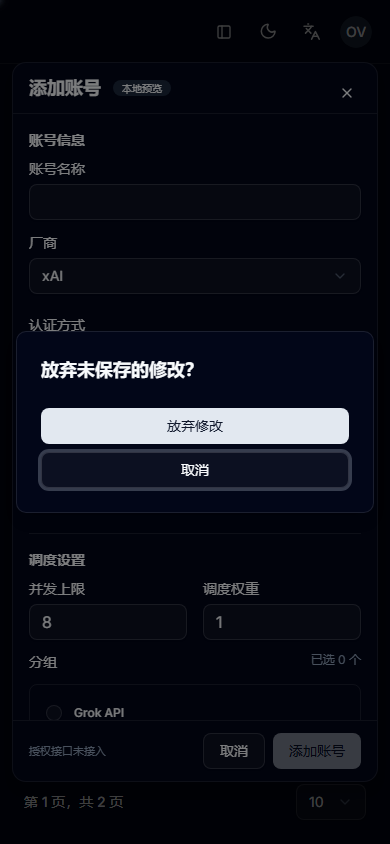 OV
添加账号 本地预览
账号信息
账号名称
厂商
xAI
认证方式
放弃未保存的修改?
放弃修改
取消
调度设置
并发上限 调度权重
8 1
分组 已选 0 个
Grok API
授权接口未接入 取消 添加账号
第 1 页，共 2 页 10